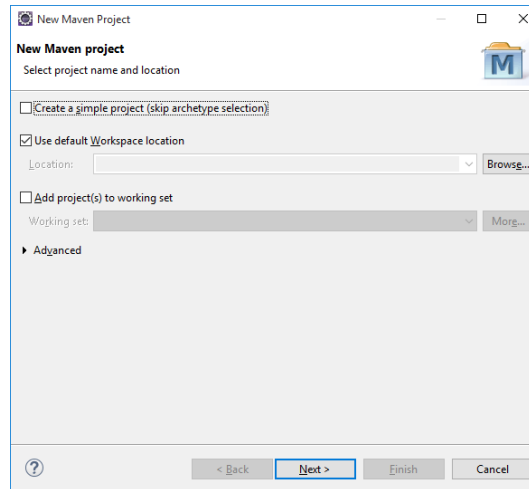 New Maven Project
New Maven project
Select project name and location
M
Create a simple project (skip archetype selection)
Use default Workspace location
Location:
Browse...
Add project(s) to working set
Working set:
More...
Advanced
?
< Back
Next >
Finish
Cancel